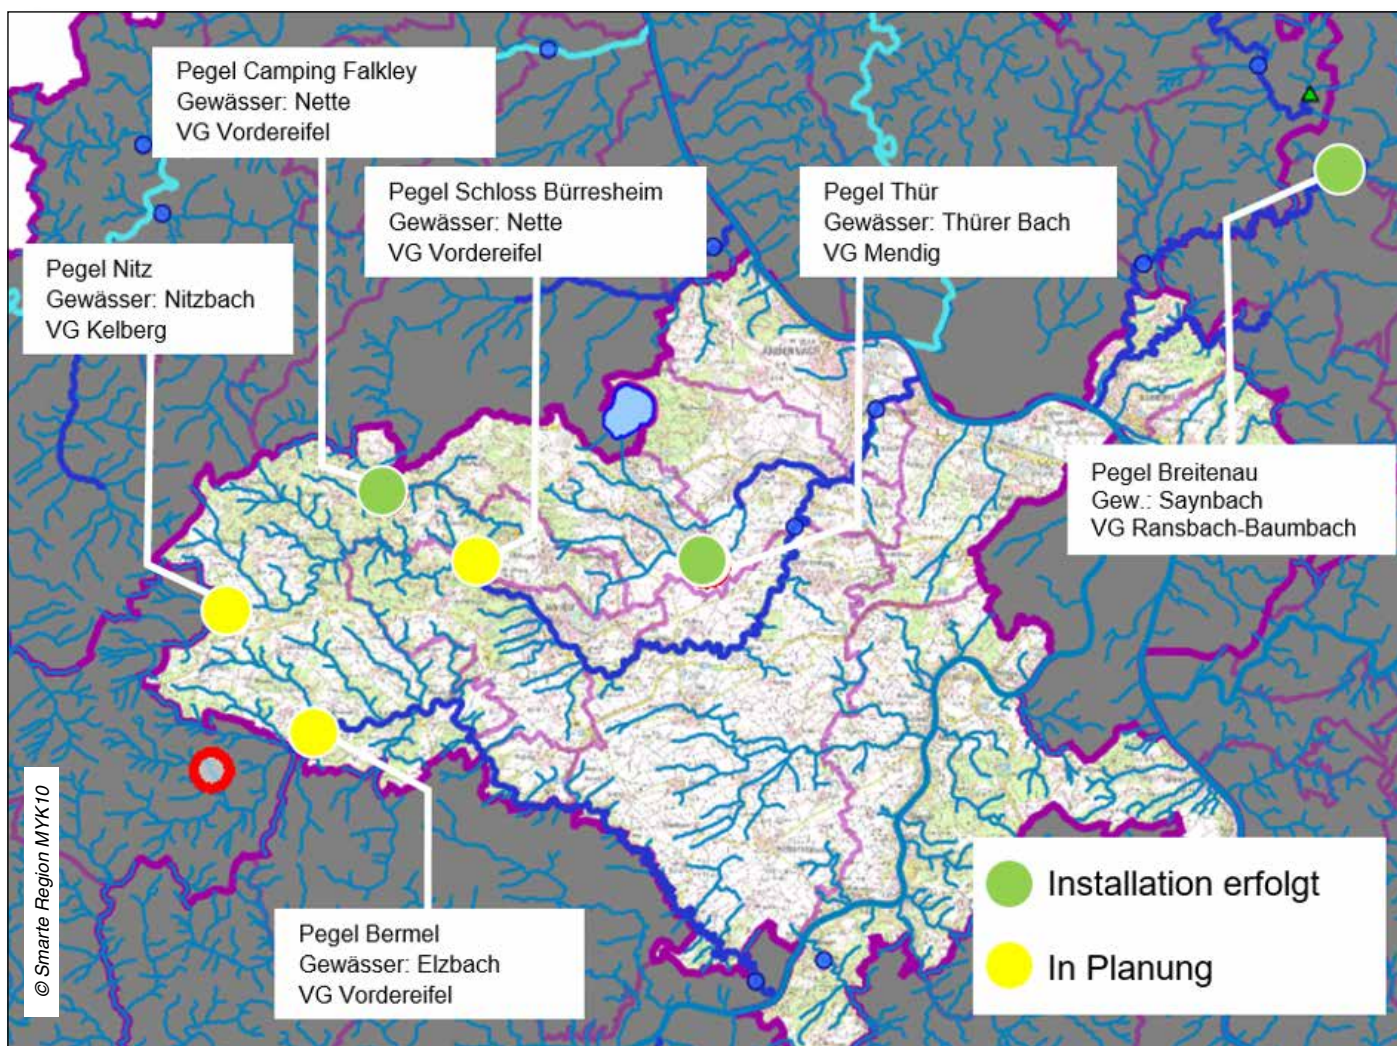 Pegel Camping Falkley
Gewässer: Nette
VG Vordereifel
Pegel Schloss Bürresheim
Gewässer: Nette
VG Vordereifel
Pegel Thür
Gewässer: Thürer Bach
VG Mendig
Pegel Nitz
Gewässer: Nitzbach
VG Kelberg
Pegel Breitenau
Gew.: Saynbach
VG Ransbach-Baumbach
Pegel Bermel
Gewässer: Elzbach
VG Vordereifel
Installation erfolgt
In Planung
© Smarte Region MYK10